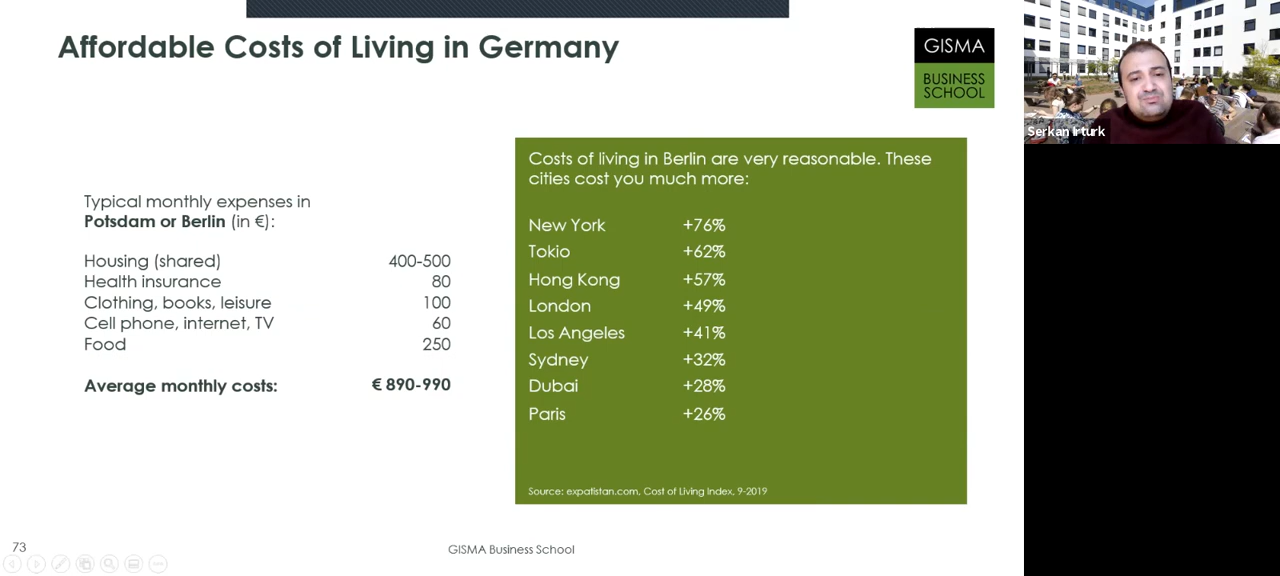 Affordable Costs of Living in Germany
GISMA
BUSINESS
SCHOOL
Serkan Irturk
Typical monthly expenses in
Potsdam or Berlin (in €):
Housing (shared) 400-500
Health insurance 80
Clothing, books, leisure 100
Cell phone, internet, TV 60
Food 250
Average monthly costs: € 890-990
Costs of living in Berlin are very reasonable. These
cities cost you much more:
New York +76%
Tokio +62%
Hong Kong +57%
London +49%
Los Angeles +41%
Sydney +32%
Dubai +28%
Paris +26%
Source: expatistan.com, Cost of Living Index, 9-2019
73
GISMA Business School